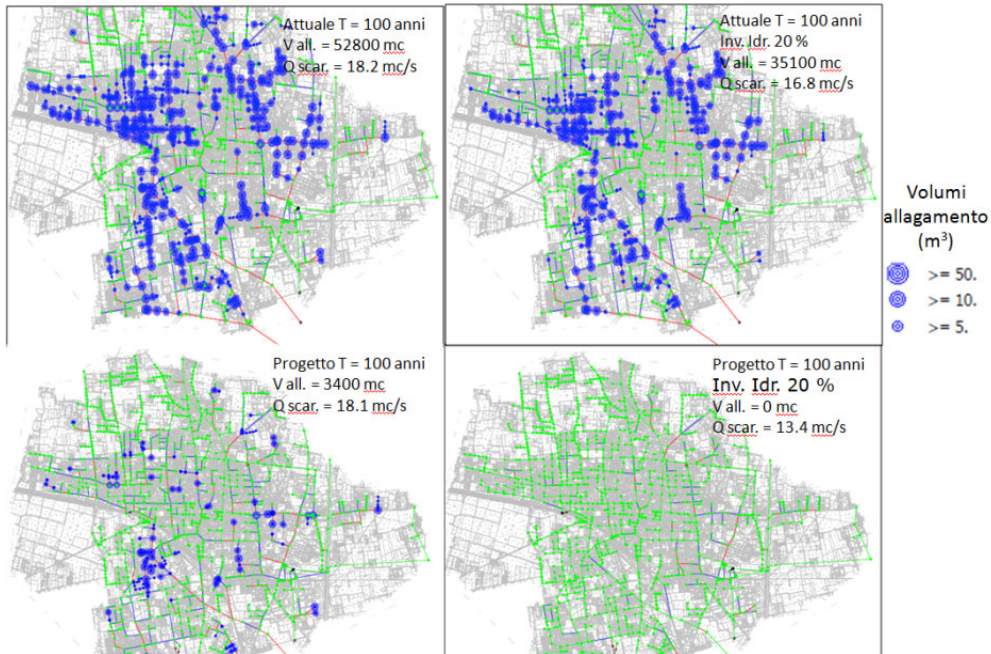 Attuale T = 100 anni
V all. = 52800 mc
Q scar. = 18.2 mc/s
Attuale T = 100 anni
Inv. Idr. 20 %
V all. = 35100 mc
Q scar. = 16.8 mc/s
Volumi
allagamento
(m³)
>= 50.
>= 10.
>= 5.
Progetto T = 100 anni
V all. = 3400 mc
Q scar. = 18.1 mc/s
Progetto T = 100 anni
Inv. Idr. 20 %
V all. = 0 mc
Q scar. = 13.4 mc/s